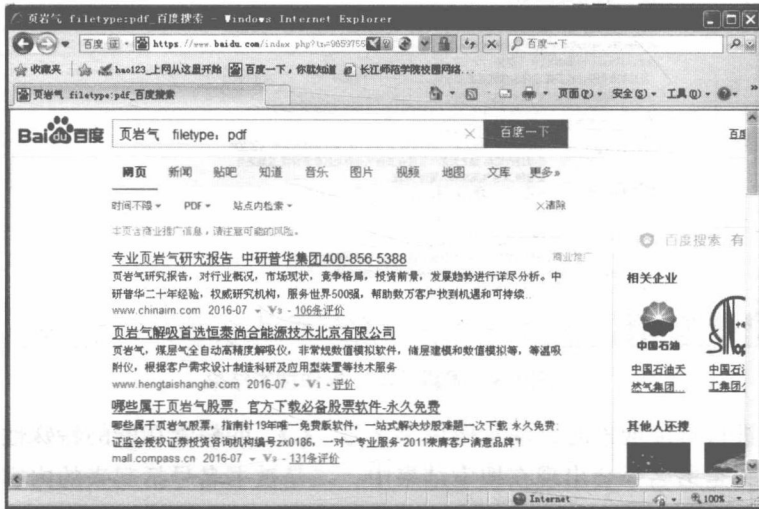 页岩气 filetype:pdf_百度搜索 - Windows Internet Explorer
百度 https://www.baidu.com/index.php?tn=9659755 百度一下
收藏夹 hao123_上网从这里开始 百度一下，你就知道 长江师范学院校园网络...
页岩气 filetype:pdf_百度搜索 页面(P) 安全(S) 工具(O)
Bai du 百度 页岩气 filetype：pdf 百度一下
网页 新闻 贴吧 知道 音乐 图片 视频 地图 文库 更多»
时间不限 PDF 站点内检索 ×清除
本页含商业推广信息，请注意可能的风险。
专业页岩气研究报告 中研普华集团400-856-5388 商业推广
页岩气研究报告，对行业概况，市场现状，竞争格局，投资前景，发展趋势进行详尽分析。中
研普华二十年经验，权威研究机构，服务世界500强，帮助数万客户找到机遇和可持续...
www.chinairn.com 2016-07 V3 - 106条评价
页岩气解吸首选恒泰尚合能源技术北京有限公司
页岩气，煤层气全自动高精度解吸仪，非常规数值模拟软件，储层建模和数值模拟等，等温吸
附仪，根据客户需求设计制造科研及应用型装置等技术服务
www.hengtaishanghe.com 2016-07 V1 - 评价
哪些属于页岩气股票，官方下载必备股票软件-永久免费
哪些属于页岩气股票，指南针19年唯一免费版软件，一站式解决炒股难题一次下载 永久免费:
证监会授权证券投资咨询机构编号zx0186，一对一专业服务"2011荣膺客户满意品牌"!
mall.compass.cn 2016-07 V3 - 131条评价
百度搜索 有
相关企业
中国石油
中国石油天
然气集团...
中国石
工集团
其他人还搜
Internet 100%